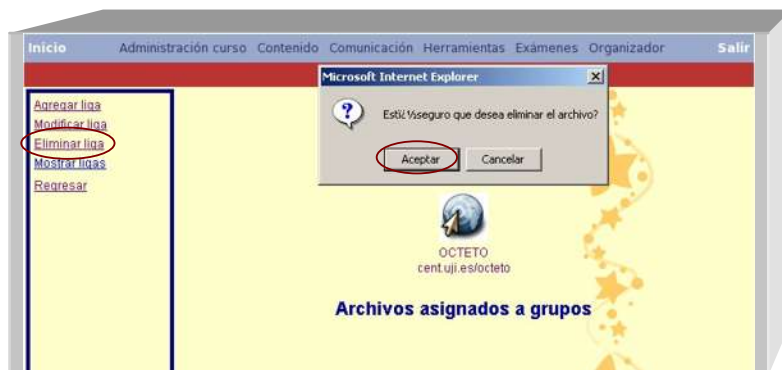 Inicio Administración curso Contenido Comunicación Herramientas Exámenes Organizador Salir
Microsoft Internet Explorer
Estï¿½seguro que desea eliminar el archivo?
Aceptar Cancelar
Agregar liga
Modificar liga
Eliminar liga
Mostrar ligas
Regresar
OCTETO
cent.uji.es/octeto
Archivos asignados a grupos